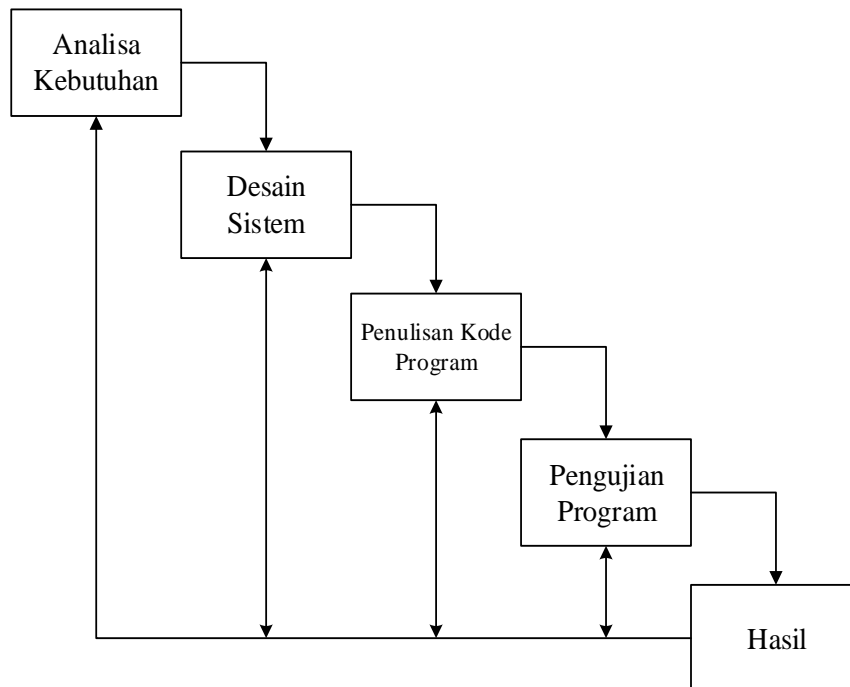 Analisa
Kebutuhan
Desain
Sistem
Penulisan Kode
Program
Pengujian
Program
Hasil